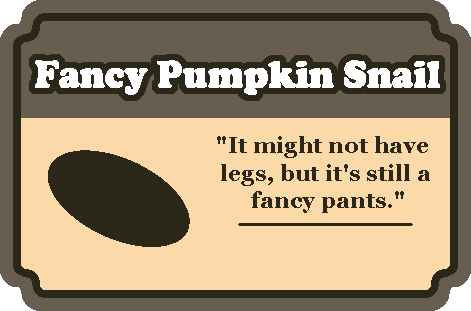 Fancy Pumpkin Snail
"It might not have
legs, but it's still a
fancy pants."